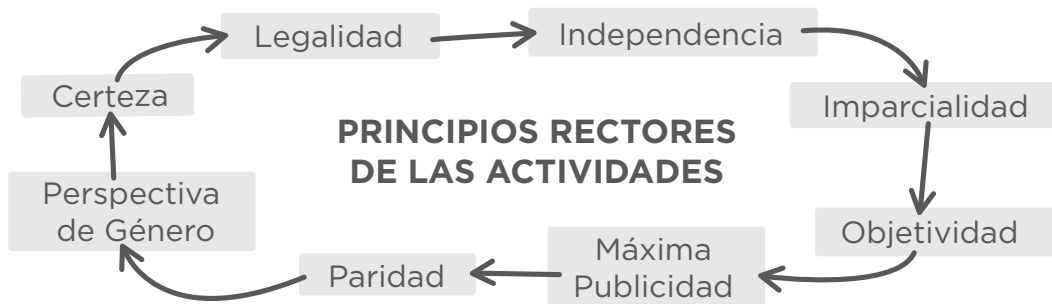 Legalidad
Independencia
Certeza
Imparcialidad
PRINCIPIOS RECTORES
DE LAS ACTIVIDADES
Perspectiva
de Género
Objetividad
Máxima
Publicidad
Paridad